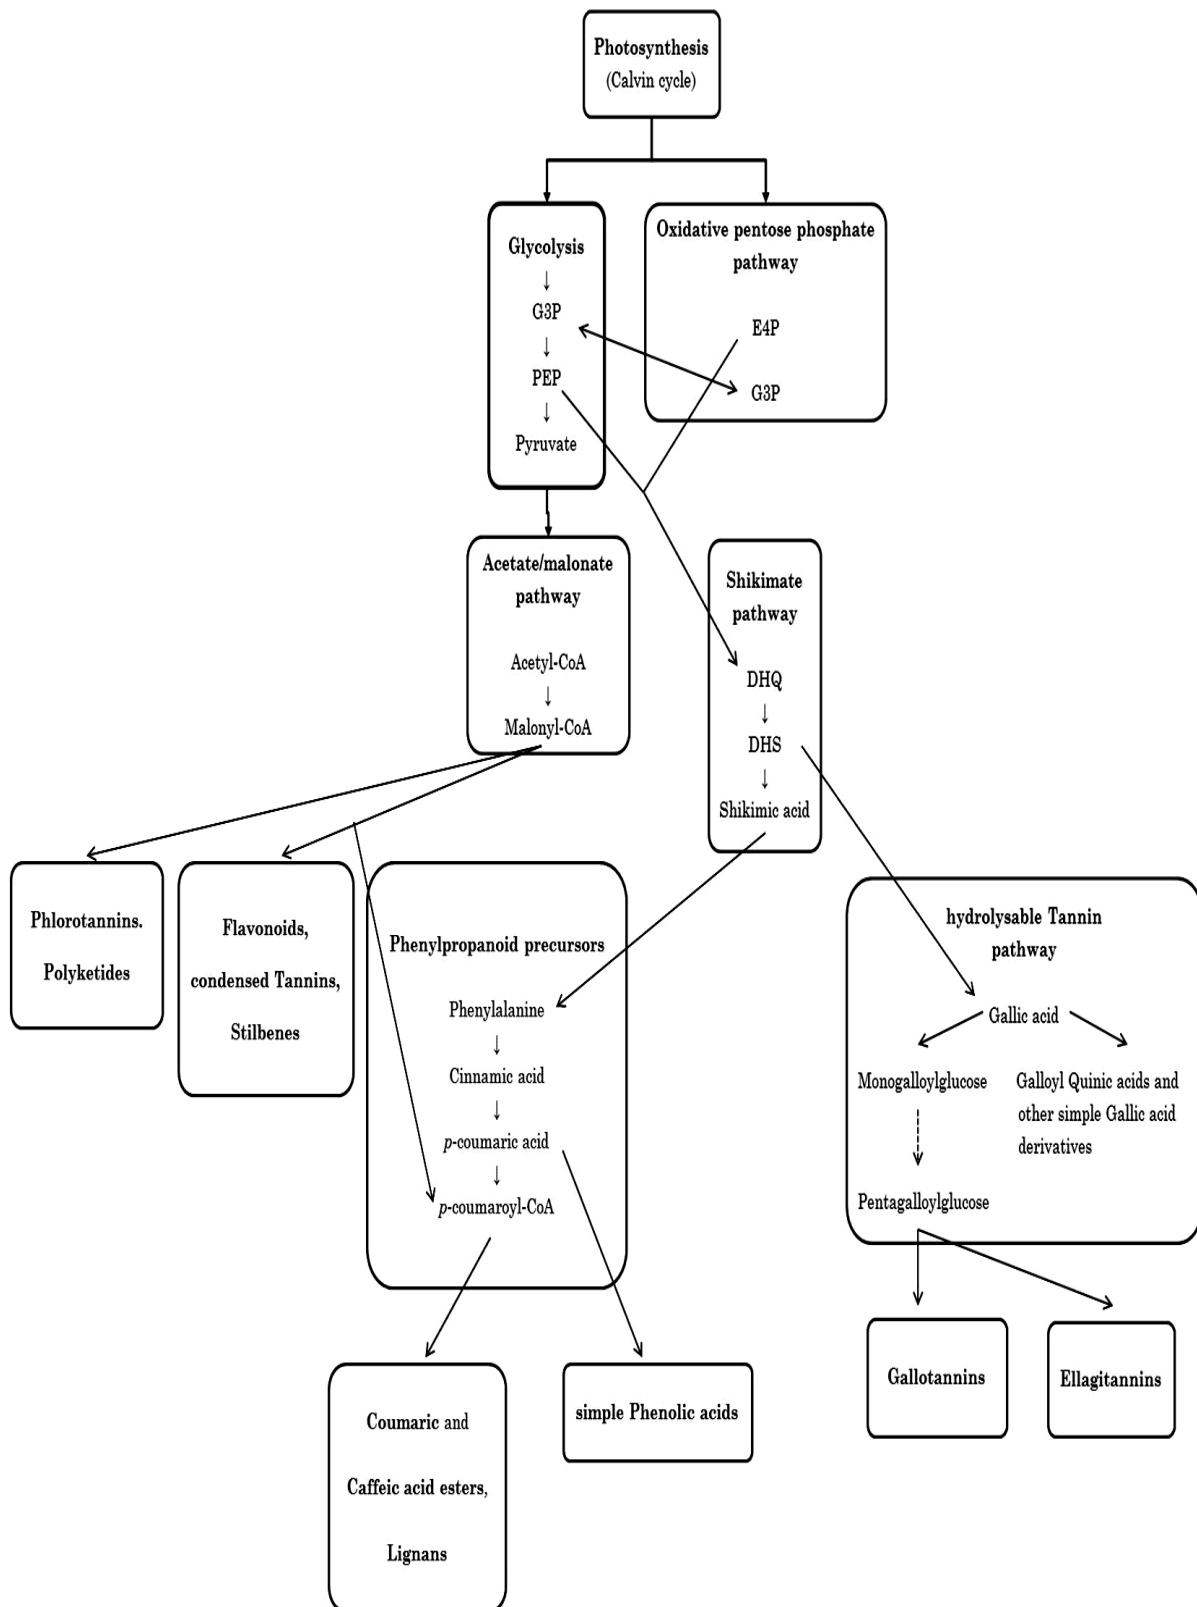 Photosynthesis
(Calvin cycle)
Glycolysis
↓
G3P
↓
PEP
↓
Pyruvate
Oxidative pentose phosphate
pathway
E4P
G3P
Acetate/malonate
pathway
Acetyl-CoA
↓
Malonyl-CoA
Shikimate
pathway
DHQ
↓
DHS
↓
Shikimic acid
Phlorotannins.
Polyketides
Flavonoids,
condensed Tannins,
Stilbenes
Phenylpropanoid precursors
Phenylalanine
↓
Cinnamic acid
↓
p-coumaric acid
↓
p-coumaroyl-CoA
hydrolysable Tannin
pathway
Gallic acid
Monogalloylglucose
Galloyl Quinic acids and
other simple Gallic acid
derivatives
Pentagalloylglucose
Gallotannins
Ellagitannins
Coumaric and
Caffeic acid esters,
Lignans
simple Phenolic acids